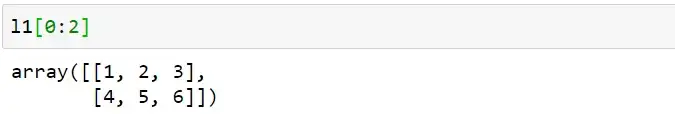 l1[0:2]
array([[1, 2, 3],
       [4, 5, 6]])